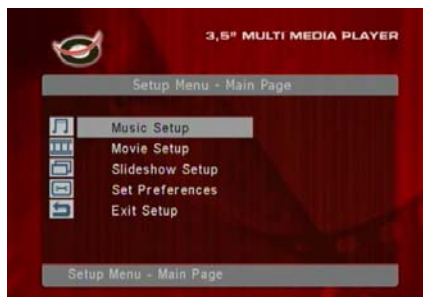 3,5" MULTI MEDIA PLAYER
Setup Menu - Main Page
Music Setup
Movie Setup
Slideshow Setup
Set Preferences
Exit Setup
Setup Menu - Main Page